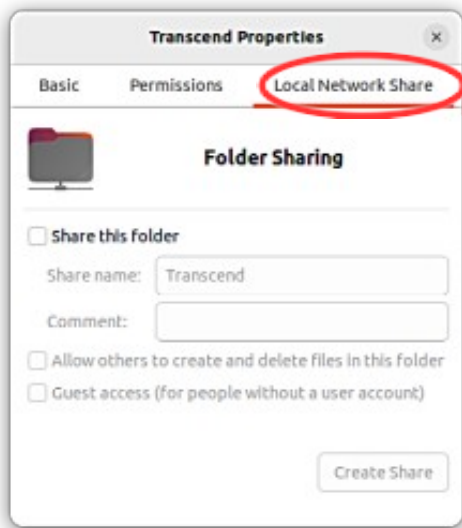 Transcend Properties
Basic Permissions Local Network Share
Folder Sharing
Share this folder
Share name: Transcend
Comment:
Allow others to create and delete files in this folder
Guest access (for people without a user account)
Create Share